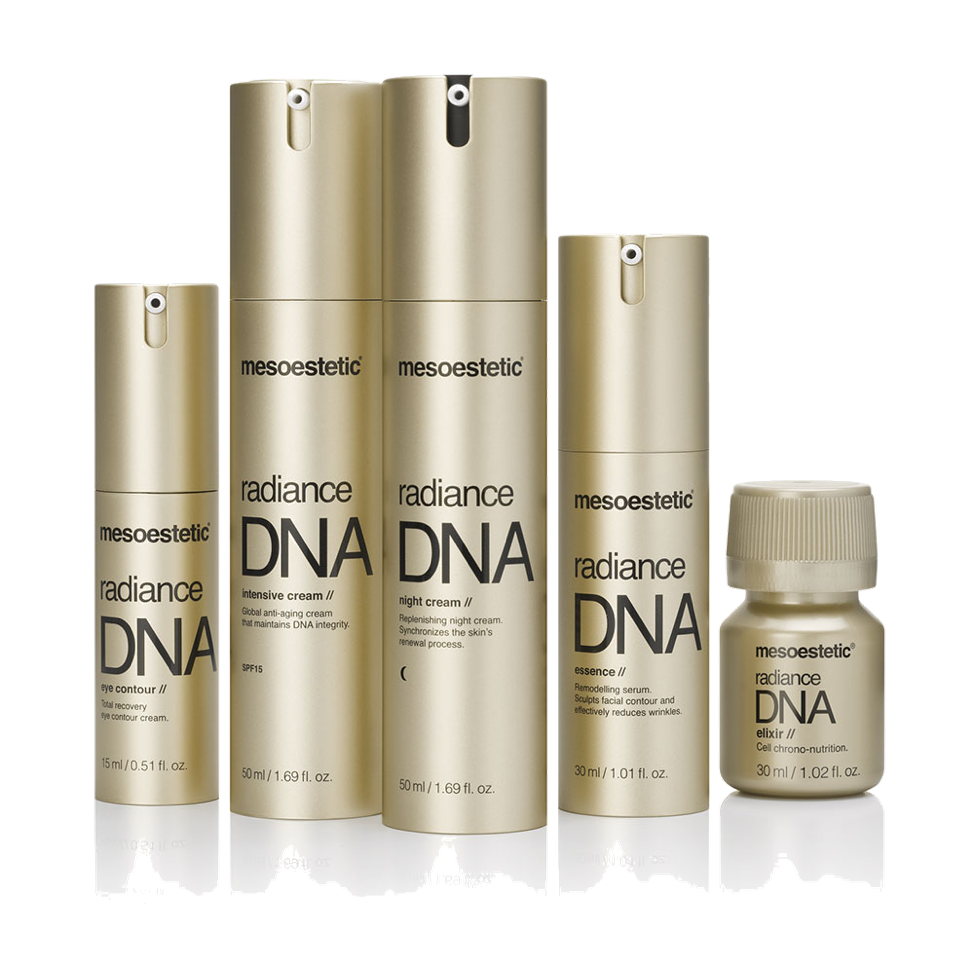 mesoestetic®
radiance
DNA
eye contour //
Total recovery
eye contour cream.
15 ml / 0.51 fl. oz.
mesoestetic®
radiance
DNA
intensive cream //
Global anti-aging cream
that maintains DNA integrity.
SPF15
50 ml / 1.69 fl. oz.
mesoestetic®
radiance
DNA
night cream //
Replenishing night cream.
Synchronizes the skin's
renewal process.
50 ml / 1.69 fl. oz.
mesoestetic®
radiance
DNA
essence //
Remodelling serum.
Sculpts facial contour and
effectively reduces wrinkles.
30 ml / 1.01 fl. oz.
mesoestetic®
radiance
DNA
elixir //
Cell chrono-nutrition.
30 ml / 1.02 fl. oz.